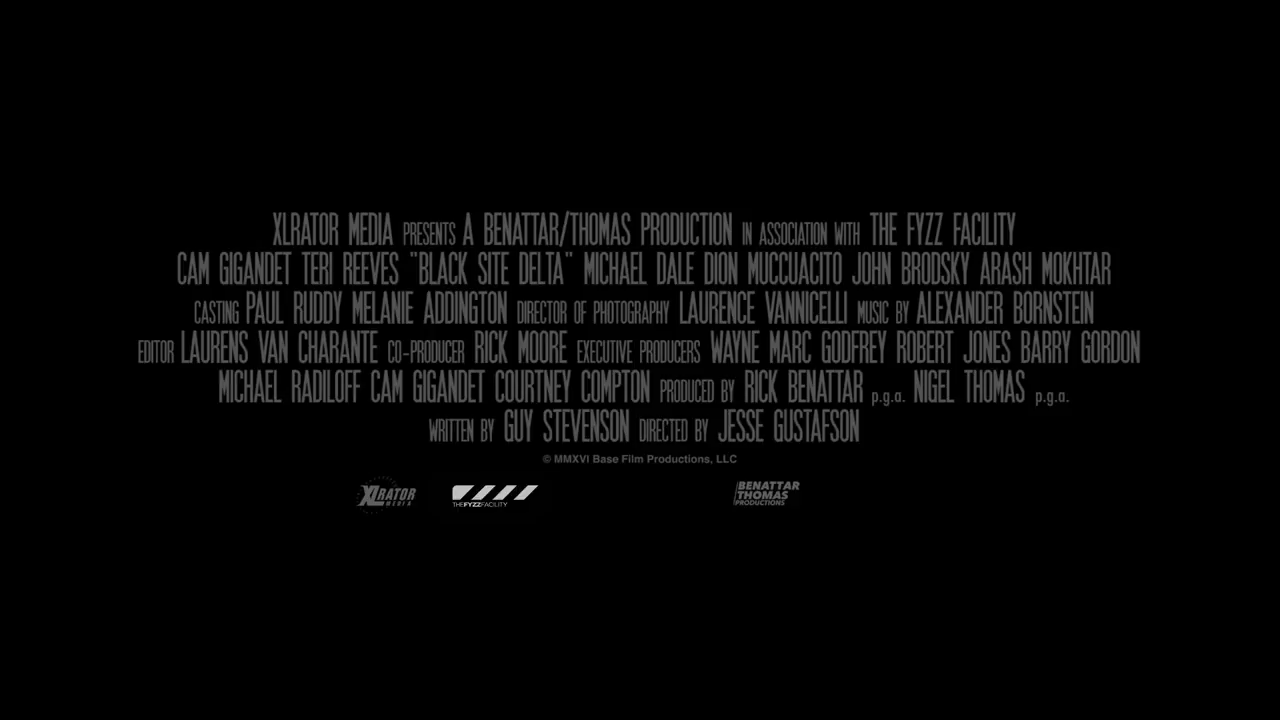 XLRATOR MEDIA PRESENTS A BENATTAR/THOMAS PRODUCTION IN ASSOCIATION WITH THE FYZZ FACILITY
CAM GIGANDET TERI REEVES "BLACK SITE DELTA" MICHAEL DALE DION MUCCUACITO JOHN BRODSKY ARASH MOKHTAR
CASTING PAUL RUDDY MELANIE ADDINGTON DIRECTOR OF PHOTOGRAPHY LAURENCE VANNICELLI MUSIC BY ALEXANDER BORNSTEIN
EDITOR LAURENS VAN CHARANTE CO-PRODUCER RICK MOORE EXECUTIVE PRODUCERS WAYNE MARC GODFREY ROBERT JONES BARRY GORDON
MICHAEL RADILOFF CAM GIGANDET COURTNEY COMPTON PRODUCED BY RICK BENATTAR p.g.a. NIGEL THOMAS p.g.a.
WRITTEN BY GUY STEVENSON DIRECTED BY JESSE GUSTAFSON
© MMXVI Base Film Productions, LLC
XLRATOR MEDIA
THEFYZZFACILITY
BENATTAR THOMAS PRODUCTIONS